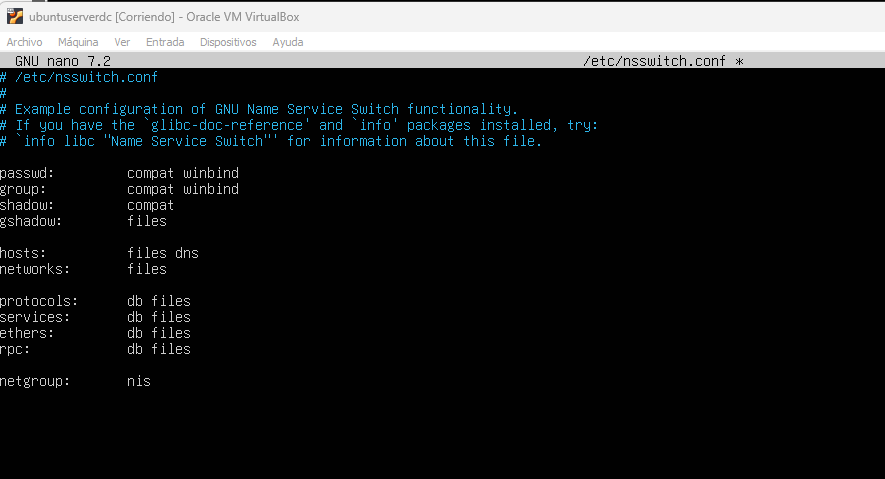 ubuntuserverdc [Corriendo] - Oracle VM VirtualBox
Archivo Máquina Ver Entrada Dispositivos Ayuda
GNU nano 7.2 /etc/nsswitch.conf *
# /etc/nsswitch.conf
#
# Example configuration of GNU Name Service Switch functionality.
# If you have the `glibc-doc-reference' and `info' packages installed, try:
# `info libc "Name Service Switch"' for information about this file.
passwd: compat winbind
group: compat winbind
shadow: compat
gshadow: files
hosts: files dns
networks: files
protocols: db files
services: db files
ethers: db files
rpc: db files
netgroup: nis